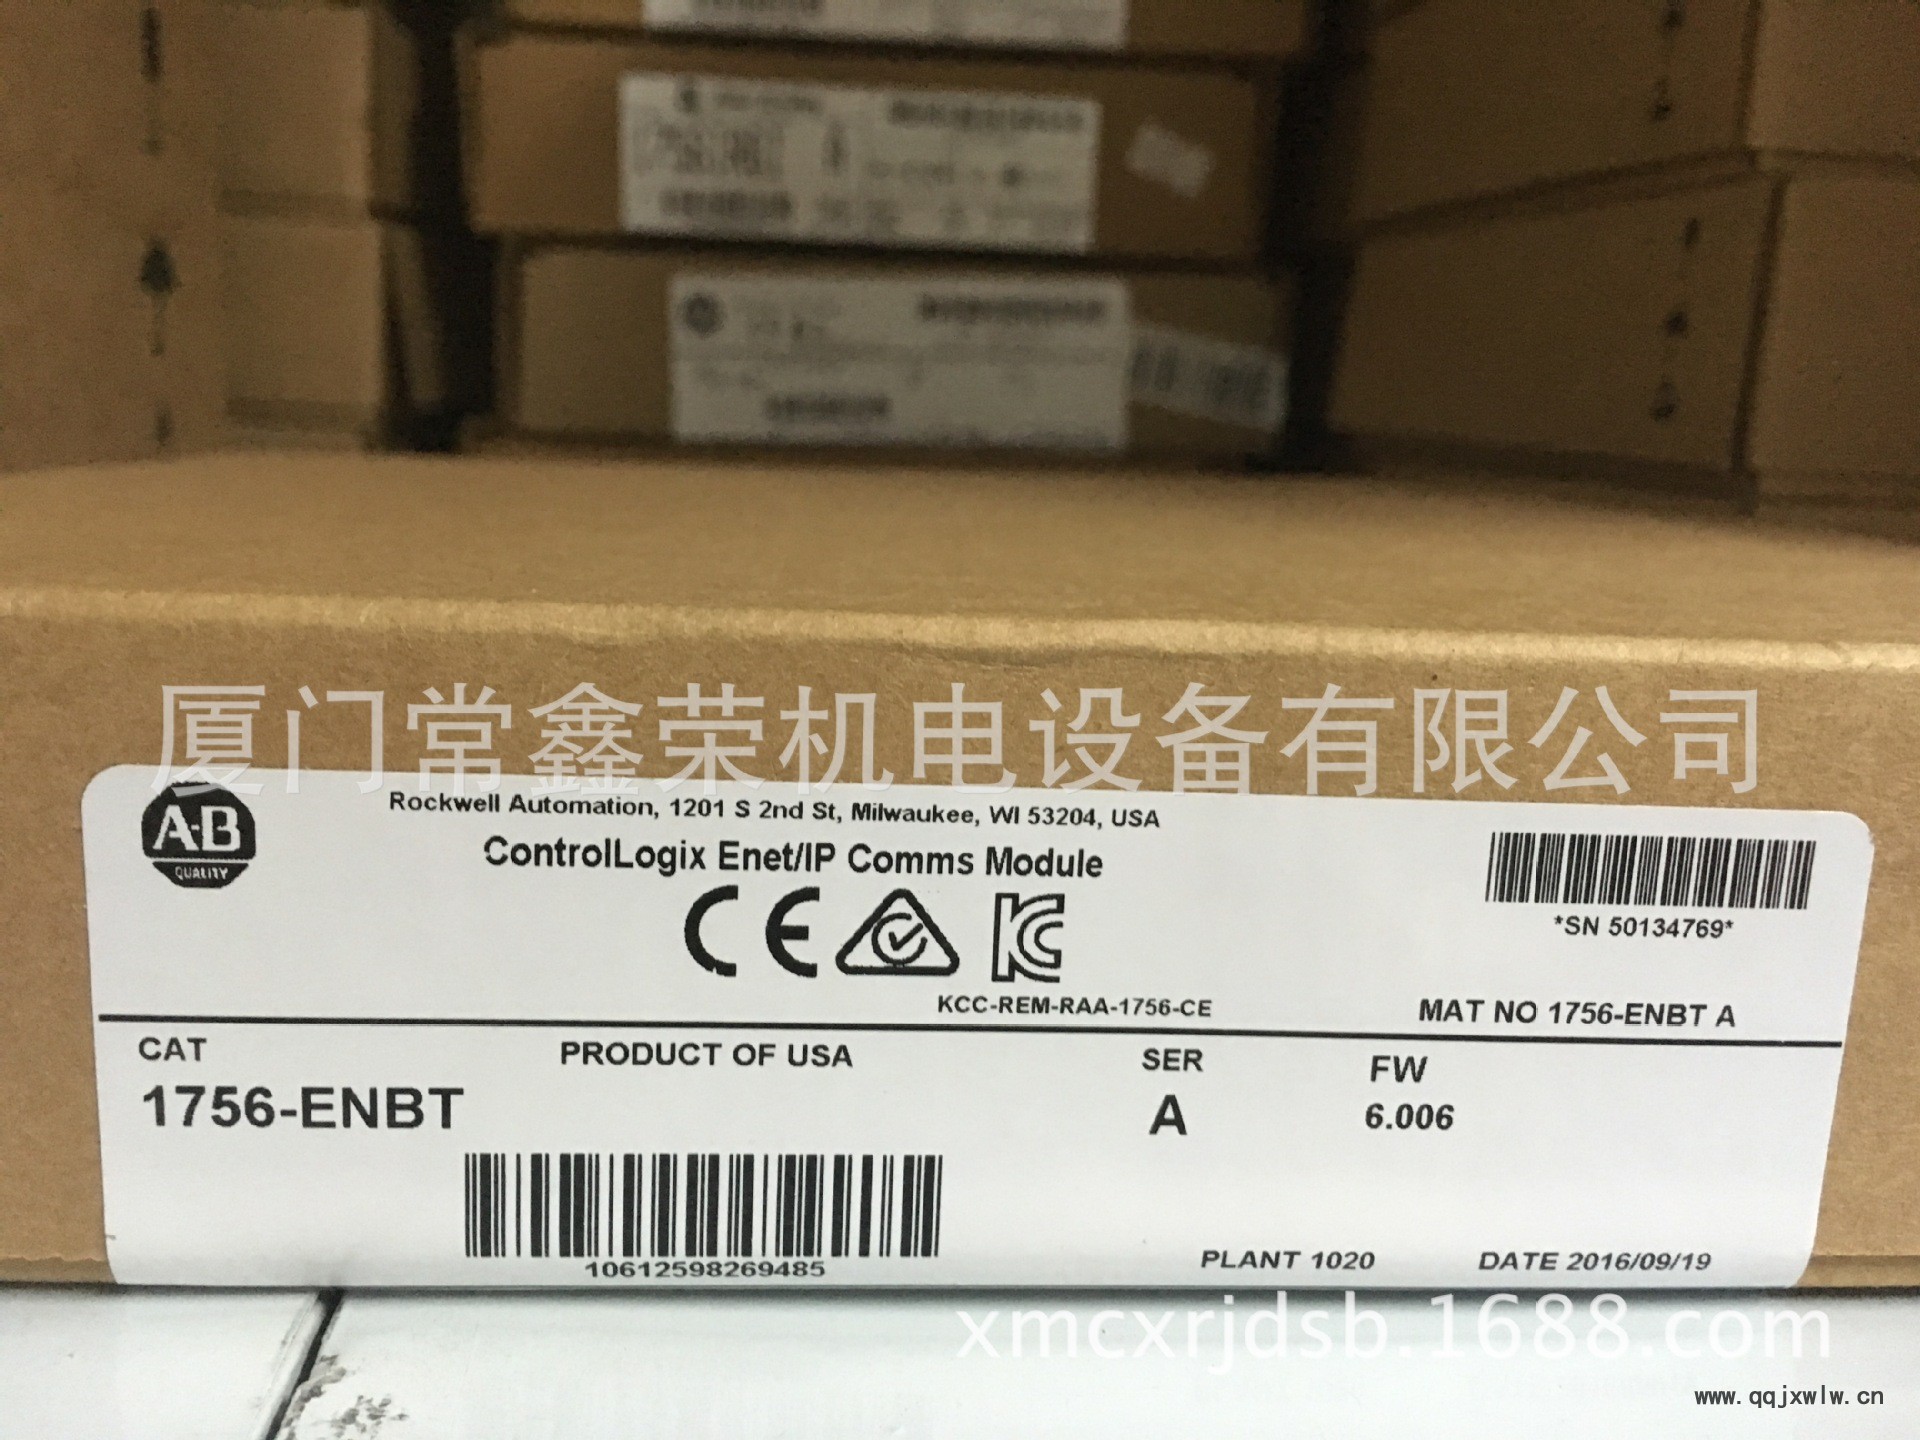 厦门常鑫荣机电设备有限公司
A-B
QUALITY
Rockwell Automation, 1201 S 2nd St, Milwaukee, WI 53204, USA
ControlLogix Enet/IP Comms Module
CE
KC
*SN 50134769*
KCC-REM-RAA-1756-CE
MAT NO 1756-ENBT A
CAT
1756-ENBT
PRODUCT OF USA
SER
A
FW
6.006
10612598269485
PLANT 1020
DATE 2016/09/19
xmcxrjdsb.1688.com
www.qqjxwlw.cn